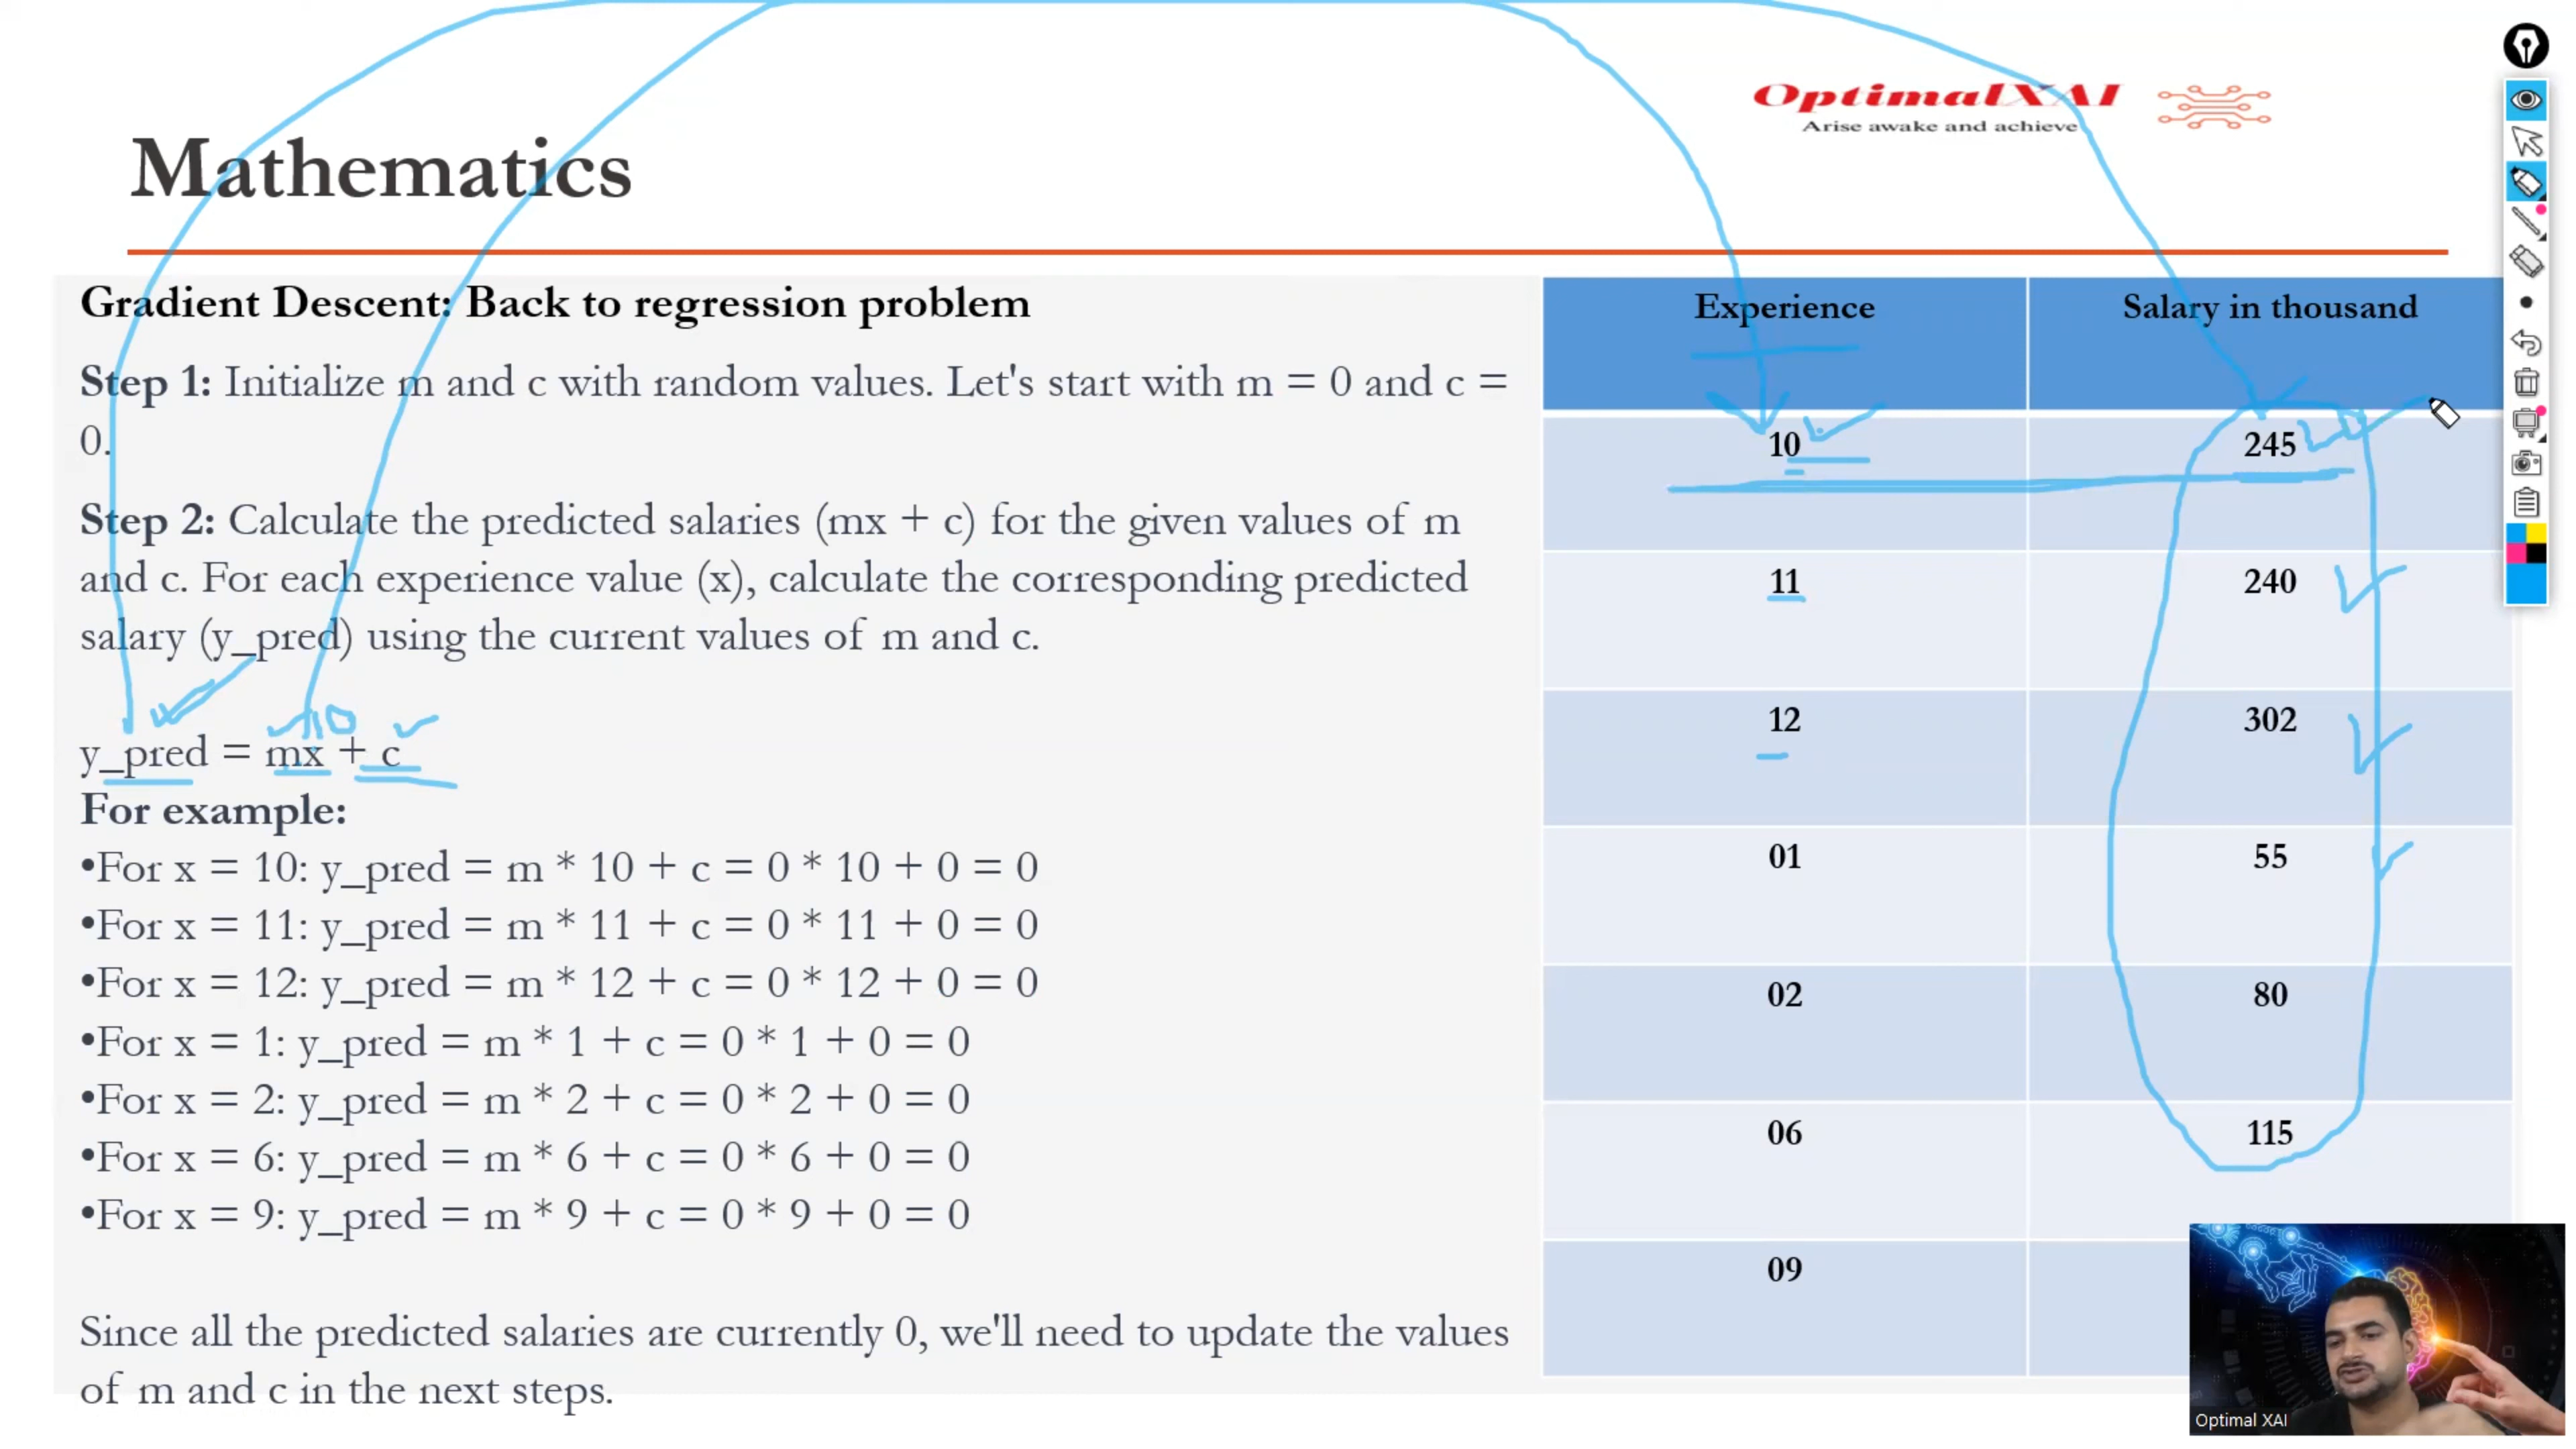 OptimalXAI
Arise awake and achieve
Mathematics
Gradient Descent: Back to regression problem
Step 1: Initialize m and c with random values. Let's start with m = 0 and c =
0.
Step 2: Calculate the predicted salaries (mx + c) for the given values of m
and c. For each experience value (x), calculate the corresponding predicted
salary (y_pred) using the current values of m and c.
10
y_pred = mx + c
For example:
•For x = 10: y_pred = m * 10 + c = 0 * 10 + 0 = 0
•For x = 11: y_pred = m * 11 + c = 0 * 11 + 0 = 0
•For x = 12: y_pred = m * 12 + c = 0 * 12 + 0 = 0
•For x = 1: y_pred = m * 1 + c = 0 * 1 + 0 = 0
•For x = 2: y_pred = m * 2 + c = 0 * 2 + 0 = 0
•For x = 6: y_pred = m * 6 + c = 0 * 6 + 0 = 0
•For x = 9: y_pred = m * 9 + c = 0 * 9 + 0 = 0
Since all the predicted salaries are currently 0, we'll need to update the values
of m and c in the next steps.
Experience Salary in thousand
10 245
11 240
12 302
01 55
02 80
06 115
09
Optimal XAI